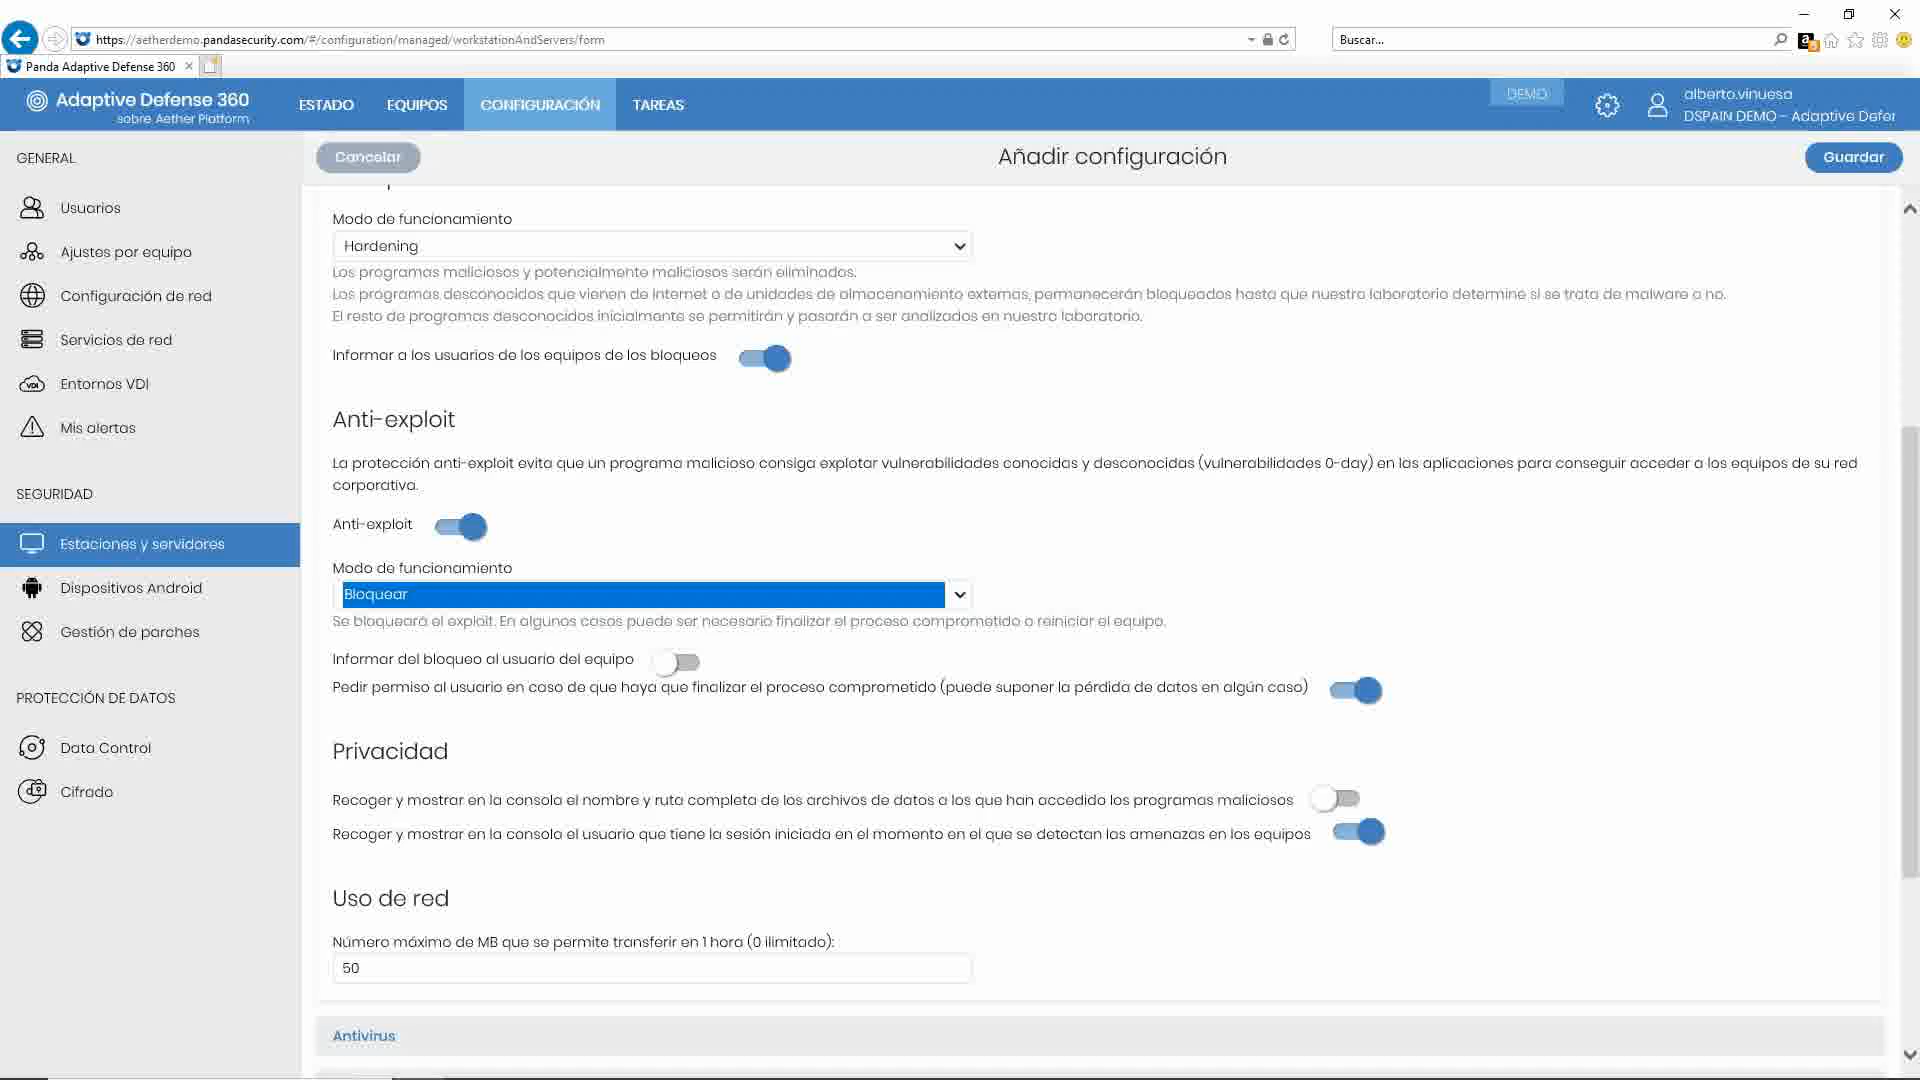 https://aetherdemo.pandasecurity.com/#/configuration/managed/workstationAndServers/form
Buscar...
Panda Adaptive Defense 360
Adaptive Defense 360
sobre Aether Platform
ESTADO
EQUIPOS
CONFIGURACIÓN
TAREAS
DEMO
alberto.vinuesa
DSPAIN DEMO - Adaptive Defer
GENERAL
Usuarios
Ajustes por equipo
Configuración de red
Servicios de red
Entornos VDI
Mis alertas
SEGURIDAD
Estaciones y servidores
Dispositivos Android
Gestión de parches
PROTECCIÓN DE DATOS
Data Control
Cifrado
Cancelar
Añadir configuración
Guardar
Modo de funcionamiento
Hardening
Los programas maliciosos y potencialmente maliciosos serán eliminados.
Los programas desconocidos que vienen de internet o de unidades de almacenamiento externas, permanecerán bloqueados hasta que nuestro laboratorio determine si se trata de malware o no.
El resto de programas desconocidos inicialmente se permitirán y pasarán a ser analizados en nuestro laboratorio.
Informar a los usuarios de los equipos de los bloqueos
Anti-exploit
La protección anti-exploit evita que un programa malicioso consiga explotar vulnerabilidades conocidas y desconocidas (vulnerabilidades 0-day) en las aplicaciones para conseguir acceder a los equipos de su red
corporativa.
Anti-exploit
Modo de funcionamiento
Bloquear
Se bloqueará el exploit. En algunos casos puede ser necesario finalizar el proceso comprometido o reiniciar el equipo.
Informar del bloqueo al usuario del equipo
Pedir permiso al usuario en caso de que haya que finalizar el proceso comprometido (puede suponer la pérdida de datos en algún caso)
Privacidad
Recoger y mostrar en la consola el nombre y ruta completa de los archivos de datos a los que han accedido los programas maliciosos
Recoger y mostrar en la consola el usuario que tiene la sesión iniciada en el momento en el que se detectan las amenazas en los equipos
Uso de red
Número máximo de MB que se permite transferir en 1 hora (0 ilimitado):
50
Antivirus